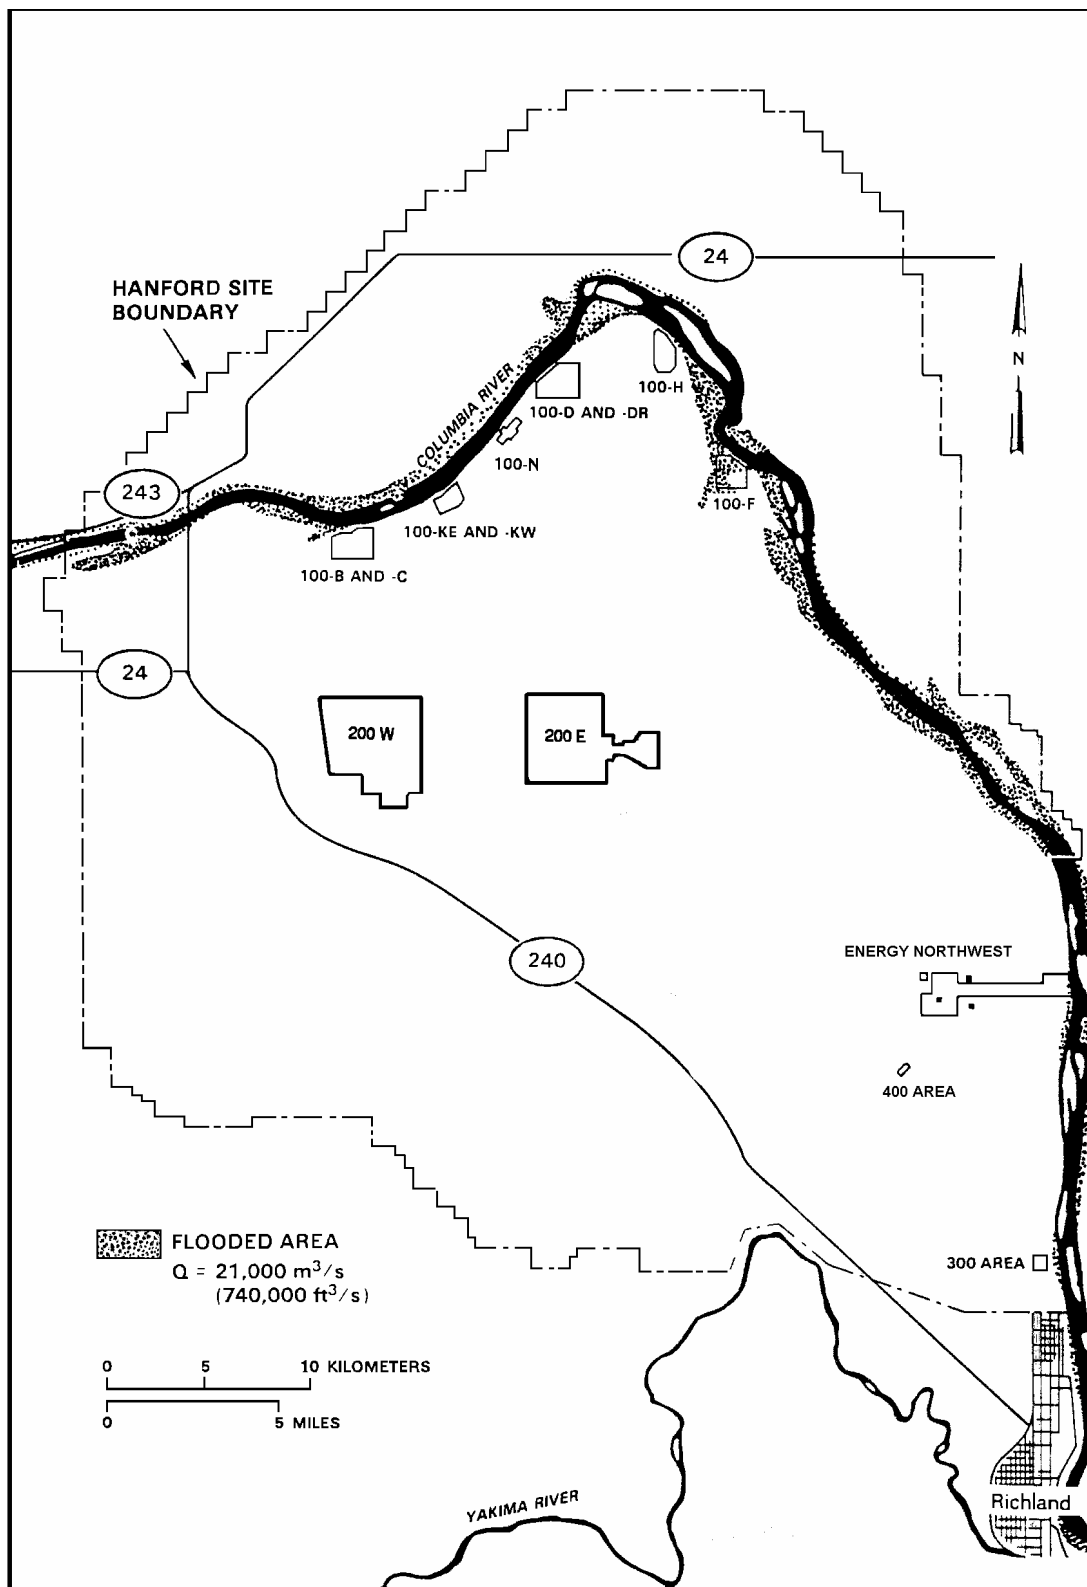 24
HANFORD SITE
BOUNDARY
N
COLUMBIA RIVER
100-H
100-D AND -DR
100-N
243
100-F
100-KE AND -KW
100-B AND -C
24
200 W
200 E
240
ENERGY NORTHWEST
400 AREA
FLOODED AREA
Q = 21,000 m³/s
(740,000 ft³/s)
300 AREA
0 5 10 KILOMETERS
0 5 MILES
YAKIMA RIVER
Richland